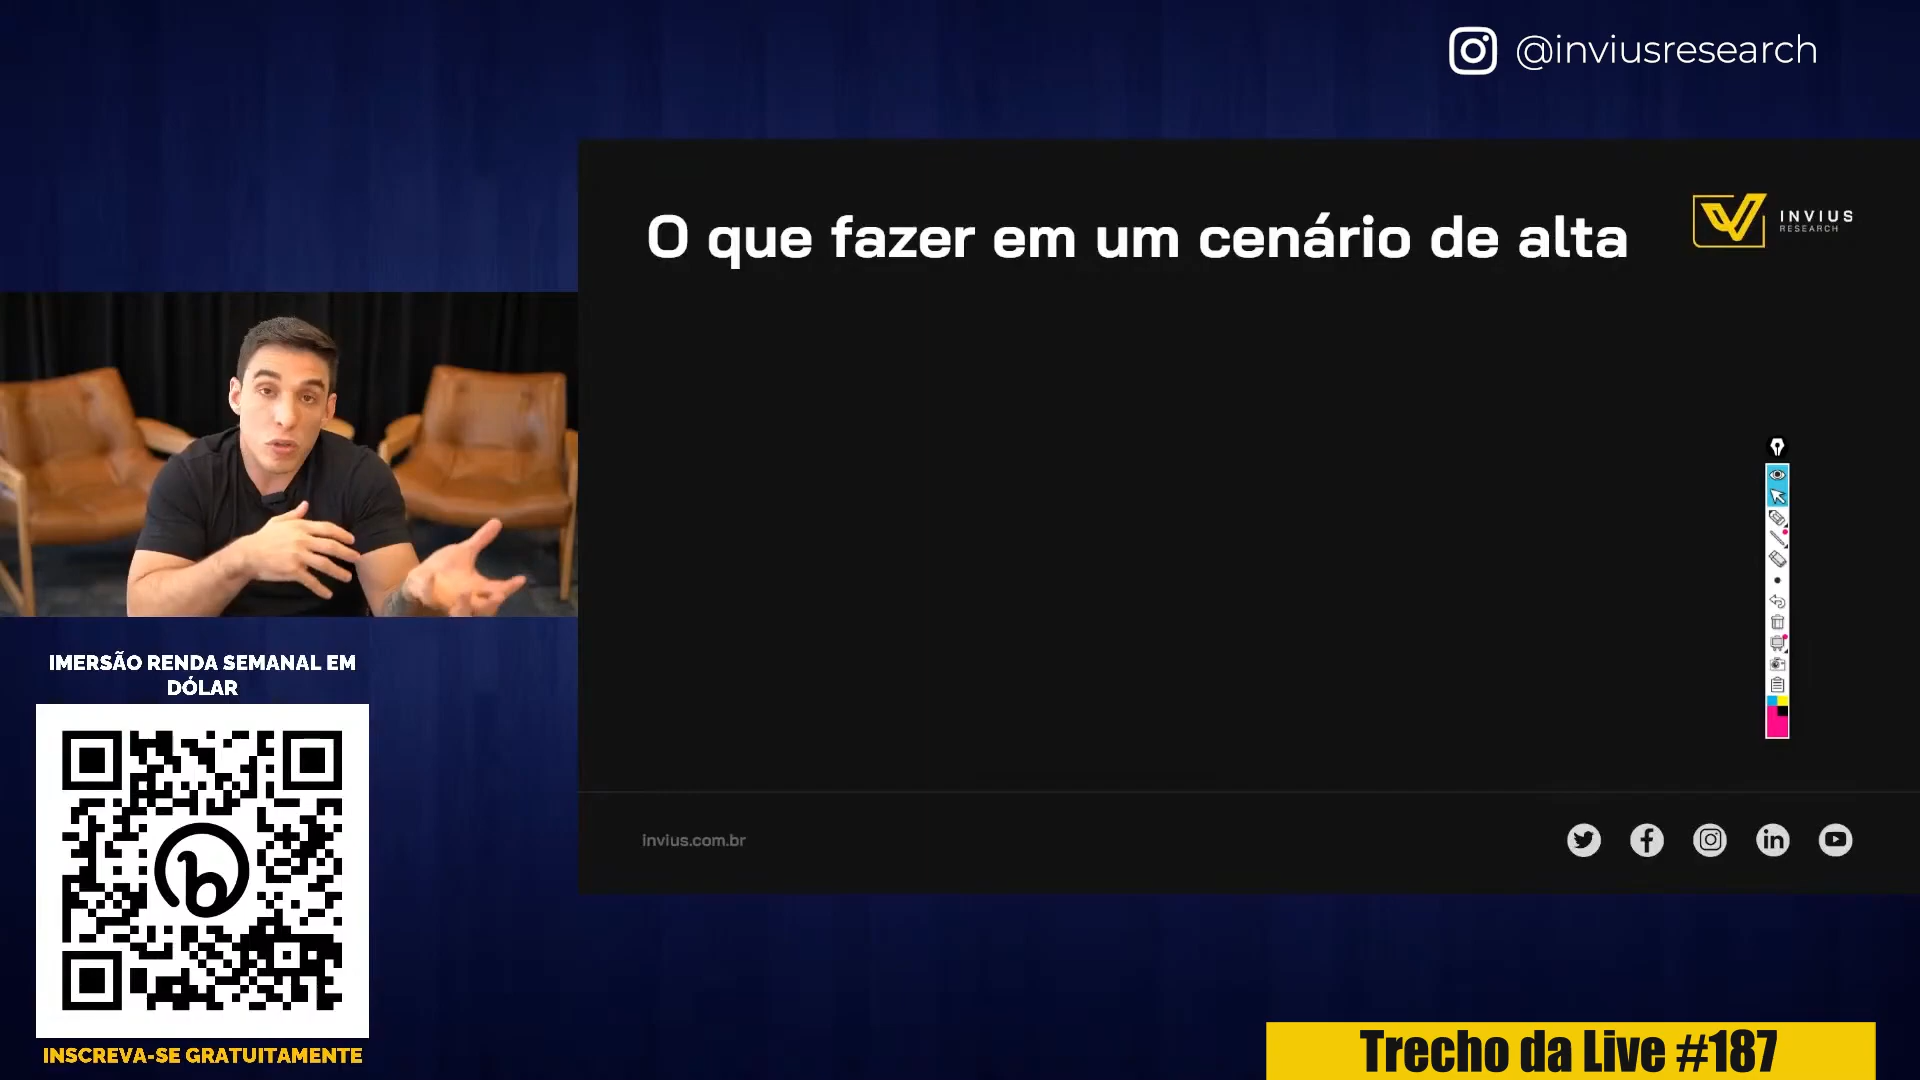 @inviusresearch
O que fazer em um cenário de alta
INVIUS
RESEARCH
IMERSÃO RENDA SEMANAL EM
DÓLAR
INSCREVA-SE GRATUITAMENTE
invius.com.br
Trecho da Live #187